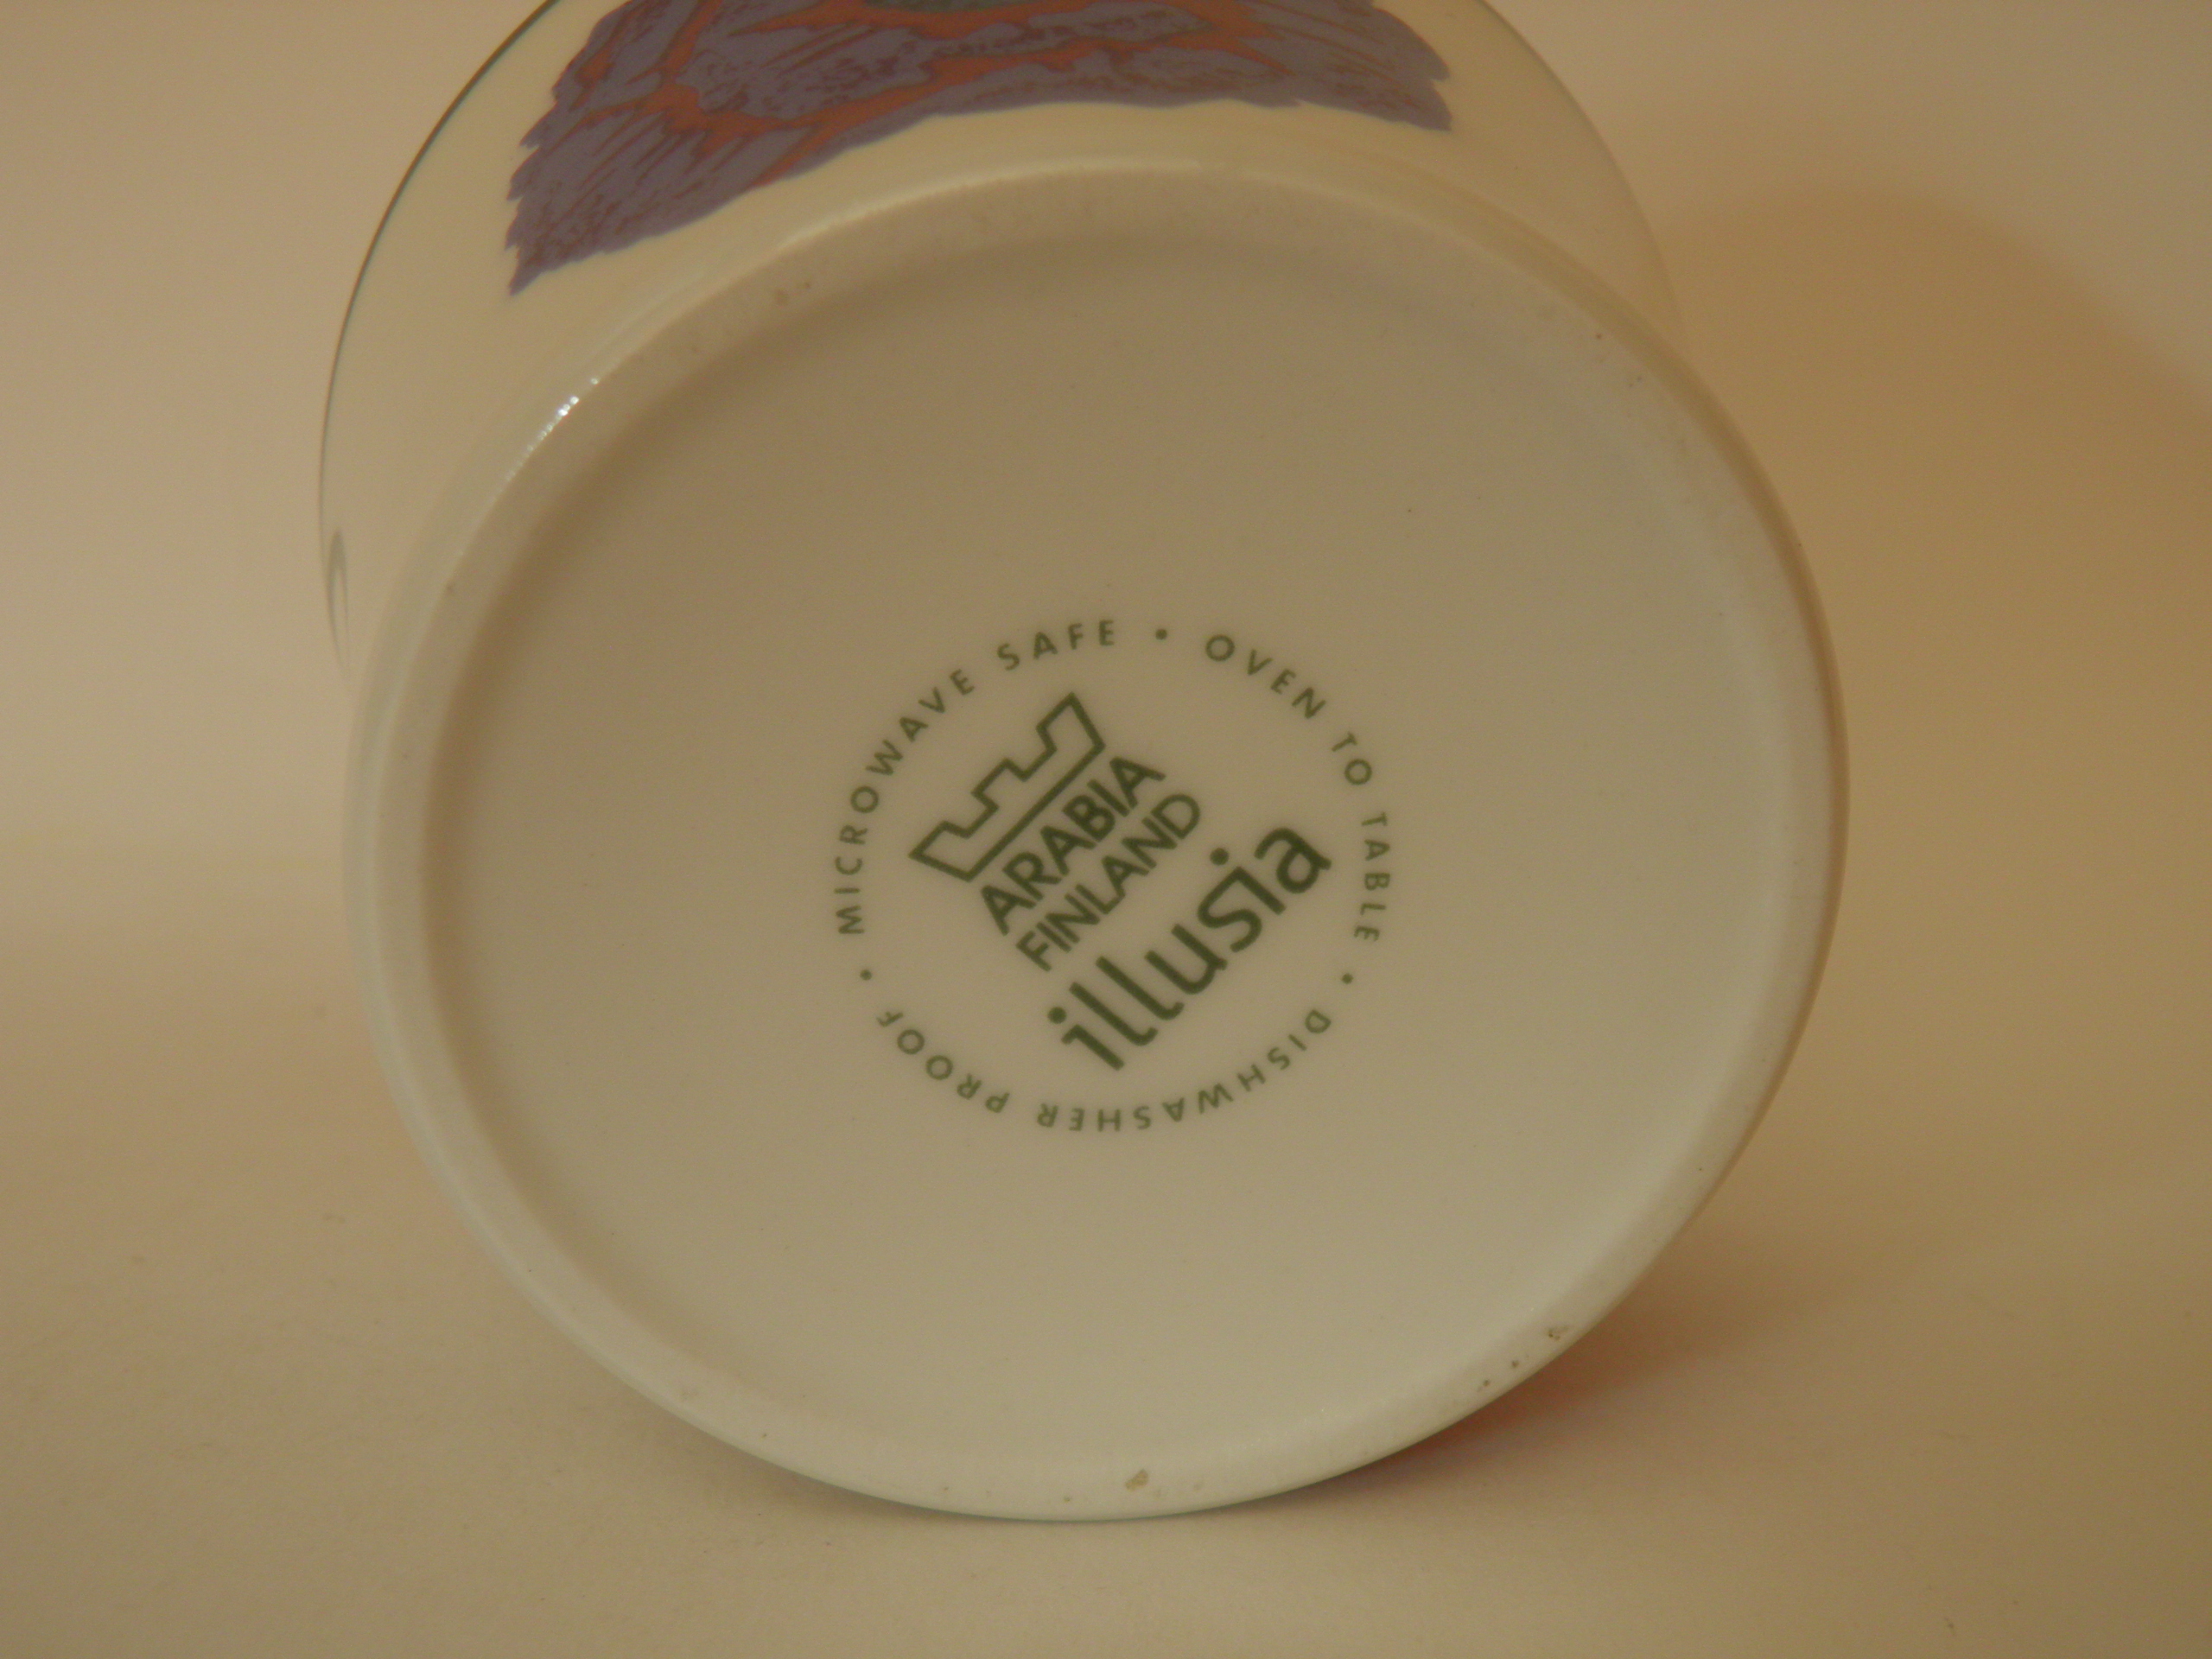 MICROWAVE SAFE • OVEN TO TABLE • DISHWASHER PROOF •
ARABIA
FINLAND
illusia